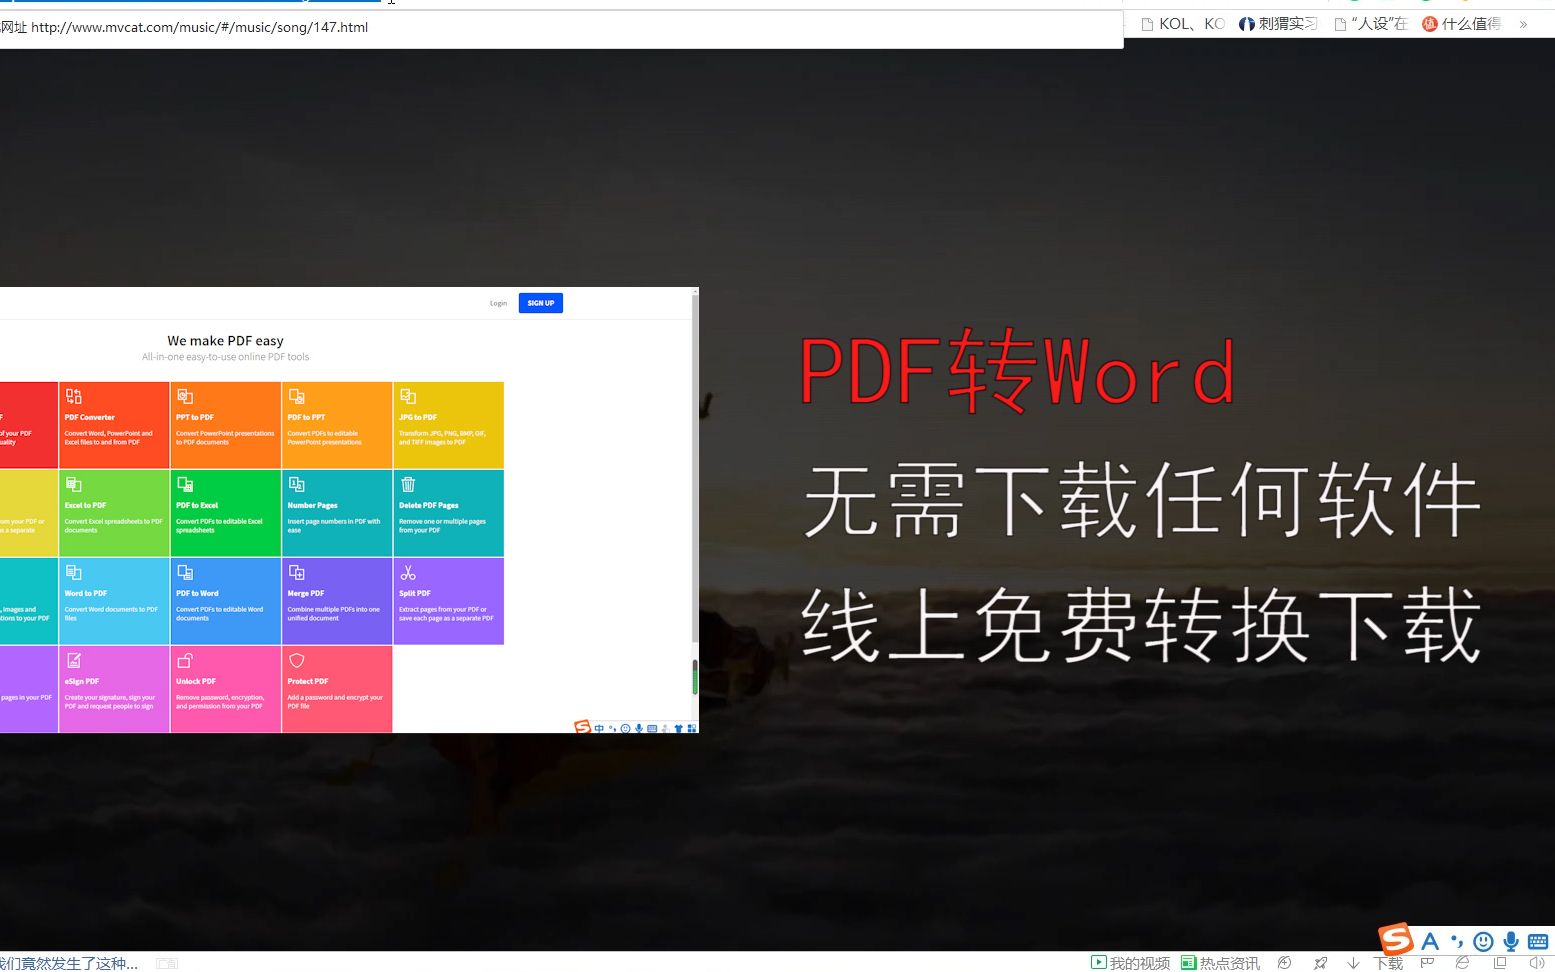 网址 http://www.mvcat.com/music/#/music/song/147.html
KOL、KO
刺猬实习
“人设”在
什么值得
»
Login
SIGN UP
We make PDF easy
All-in-one easy-to-use online PDF tools
of your PDF
PDF Converter
Convert Word, PowerPoint and
Excel files to and from PDF
PPT to PDF
Convert PowerPoint presentations
to PDF documents
PDF to PPT
Convert PDFs to editable
PowerPoint presentations
JPG to PDF
Transform JPG, PNG, BMP, GIF,
and TIFF images to PDF
from your PDF or
as a separate
Excel to PDF
Convert Excel spreadsheets to PDF
documents
PDF to Excel
Convert PDFs to editable Excel
spreadsheets
Number Pages
Insert page numbers in PDF with
ease
Delete PDF Pages
Remove one or multiple pages
from your PDF
, images and
tions to your PDF
Word to PDF
Convert Word documents to PDF
files
PDF to Word
Convert PDFs to editable Word
documents
Merge PDF
Combine multiple PDFs into one
unified document
Split PDF
Extract pages from your PDF or
save each page as a separate PDF
pages in your PDF
eSign PDF
Create your signature, sign your
PDF and request people to sign
Unlock PDF
Remove password, encryption,
and permission from your PDF
Protect PDF
Add a password and encrypt your
PDF file
中
PDF转Word
无需下载任何软件
线上免费转换下载
A
我们竟然发生了这种...
广告
我的视频
热点资讯
下载